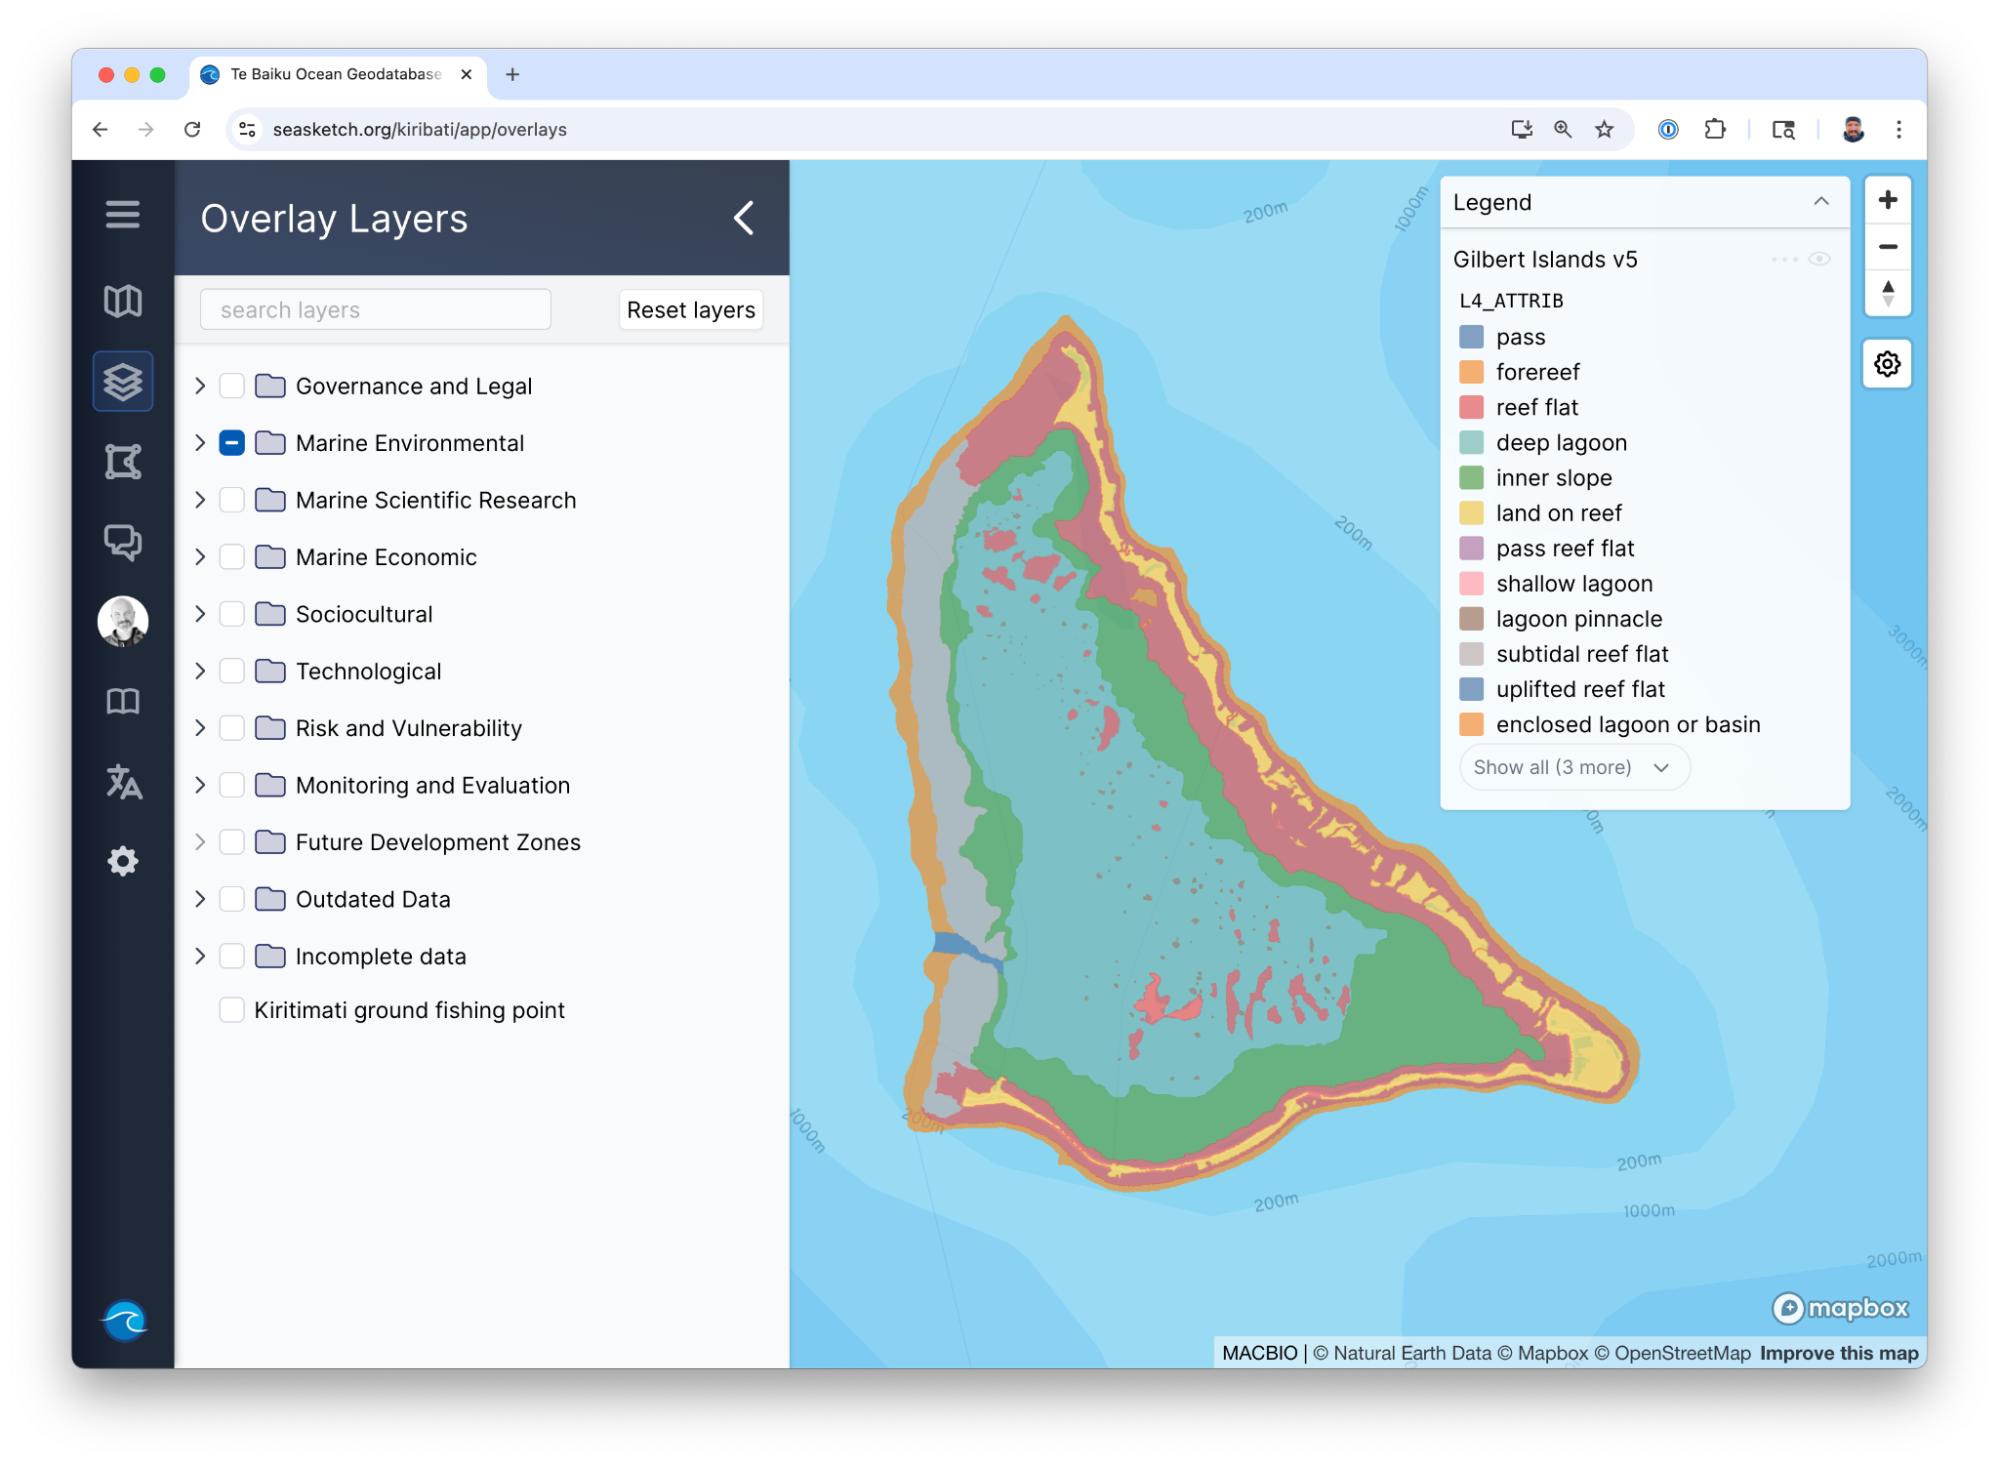 Te Baiku Ocean Geodatabase
seasketch.org/kiribati/app/overlays
Overlay Layers
search layers
Reset layers
Governance and Legal
Marine Environmental
Marine Scientific Research
Marine Economic
Sociocultural
Technological
Risk and Vulnerability
Monitoring and Evaluation
Future Development Zones
Outdated Data
Incomplete data
Kiritimati ground fishing point
200m
1000m
Legend
Gilbert Islands v5
L4_ATTRIB
pass
forereef
reef flat
deep lagoon
inner slope
land on reef
pass reef flat
shallow lagoon
lagoon pinnacle
subtidal reef flat
uplifted reef flat
enclosed lagoon or basin
Show all (3 more)
200m
3000m
2000m
0m
1000m
200m
200m
200m
1000m
2000m
mapbox
MACBIO | © Natural Earth Data © Mapbox © OpenStreetMap Improve this map